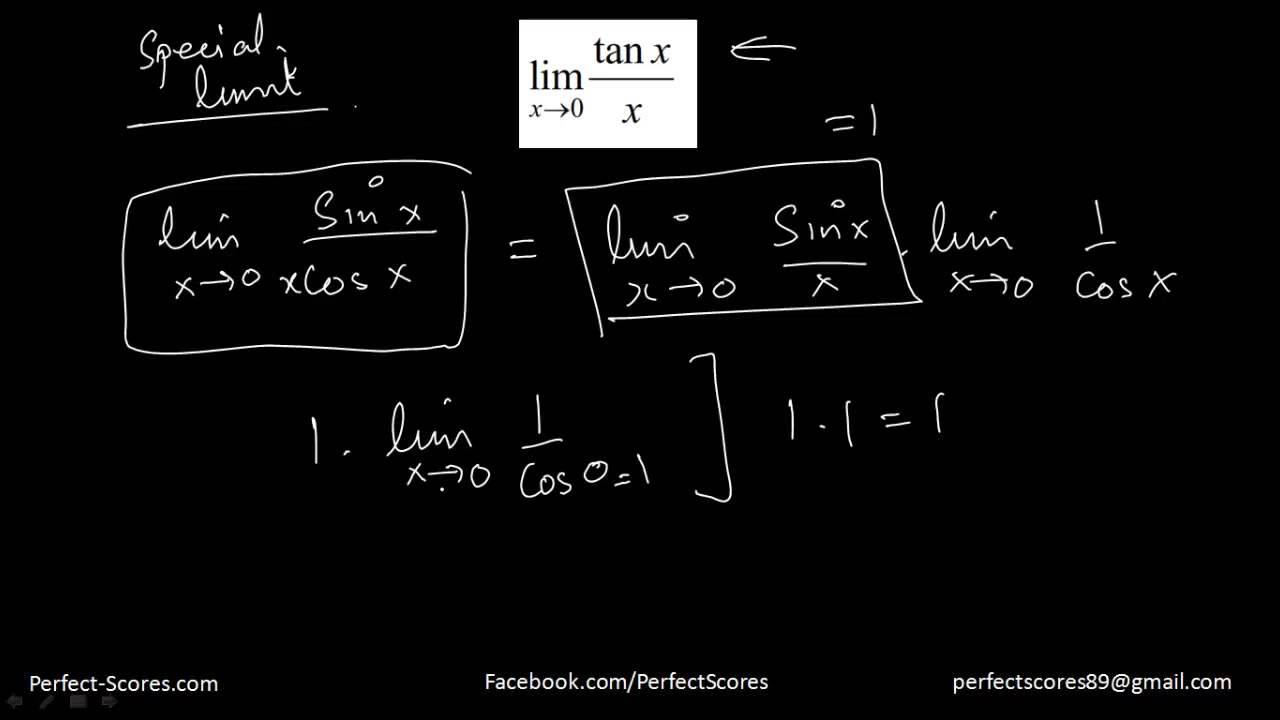 Special
limit
lim x→0 tan x / x
= 1
lim x→0 Sin x / x cos x = lim x→0 Sin x / x . lim x→0 1 / cos x
1 . lim x→0 1 / cos 0 = 1 ] 1 . 1 = 1
Perfect-Scores.com
Facebook.com/PerfectScores
perfectscores89@gmail.com